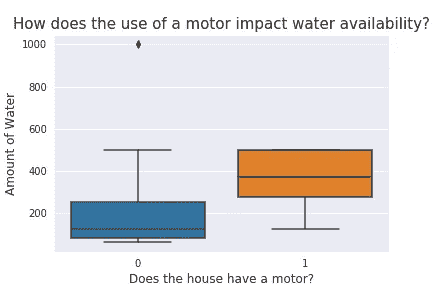 How does the use of a motor impact water availability?
1000
800
600
400
200
Amount of Water
0 1
Does the house have a motor?